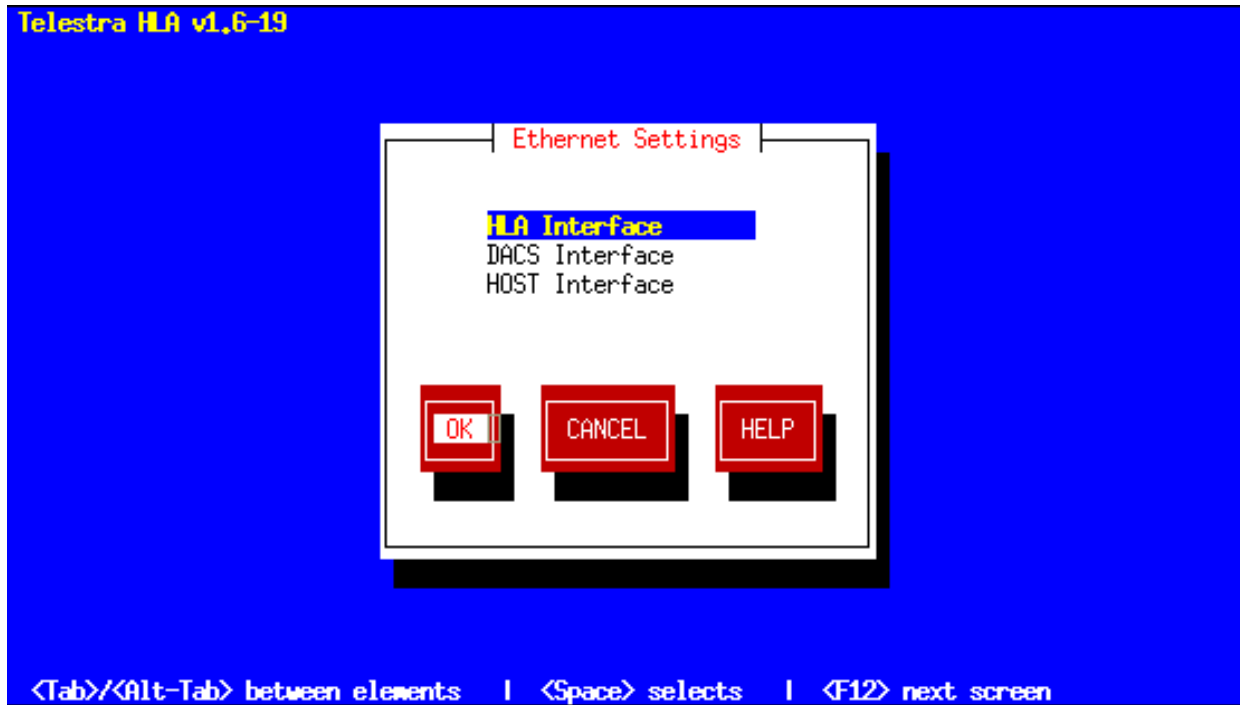 Telestra HLA v1.6-19
Ethernet Settings
HLA Interface
DACS Interface
HOST Interface
OK CANCEL HELP
<Tab>/<Alt-Tab> between elements | <Space> selects | <F12> next screen